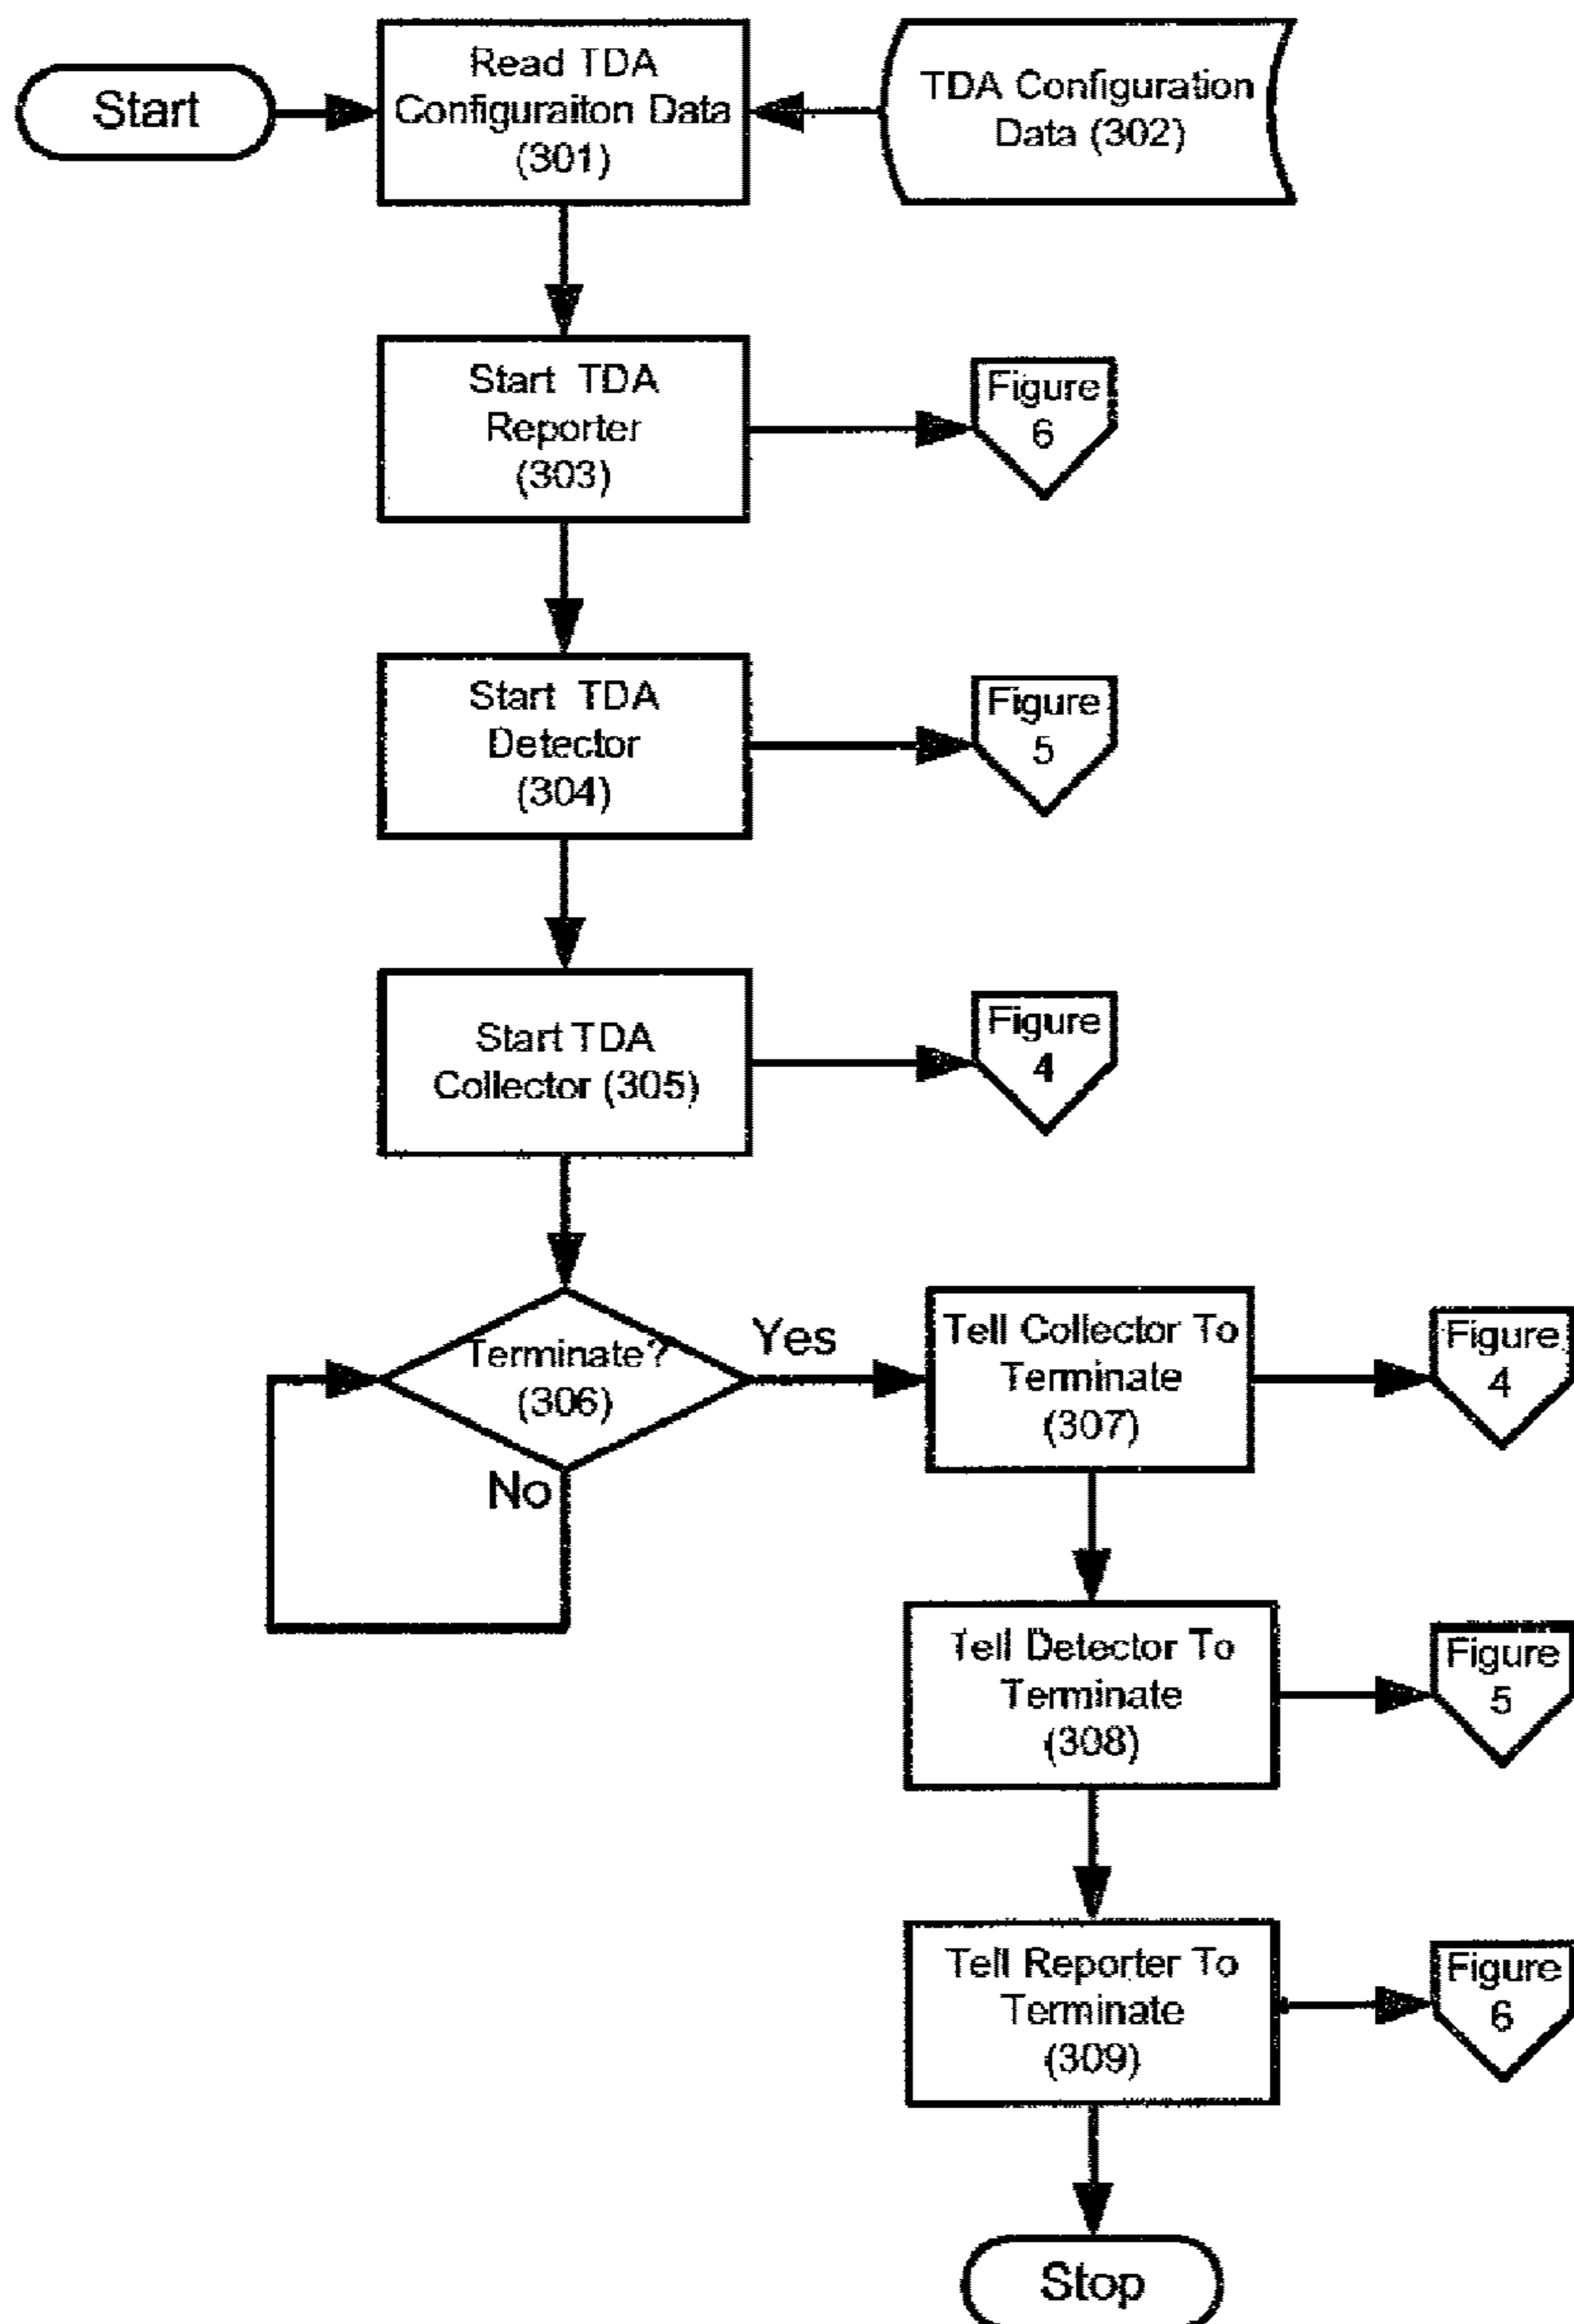 Start
Read TDA
Configuraiton Data
(301)
TDA Configuration
Data (302)
Start TDA
Reporter
(303)
Figure
6
Start TDA
Detector
(304)
Figure
5
Start TDA
Collector (305)
Figure
4
Terminate?
(306)
Yes
No
Tell Collector To
Terminate
(307)
Figure
4
Tell Detector To
Terminate
(308)
Figure
5
Tell Reporter To
Terminate
(309)
Figure
6
Stop